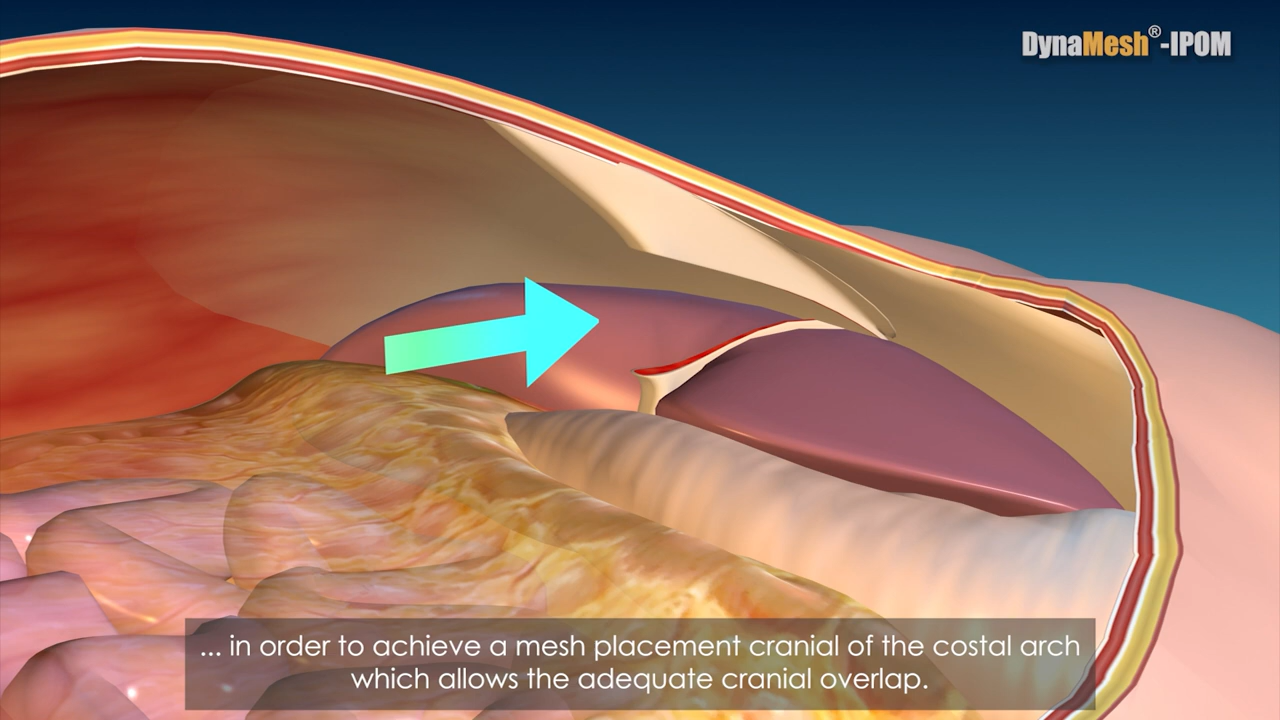 DynaMesh®-IPOM
... in order to achieve a mesh placement cranial of the costal arch
which allows the adequate cranial overlap.